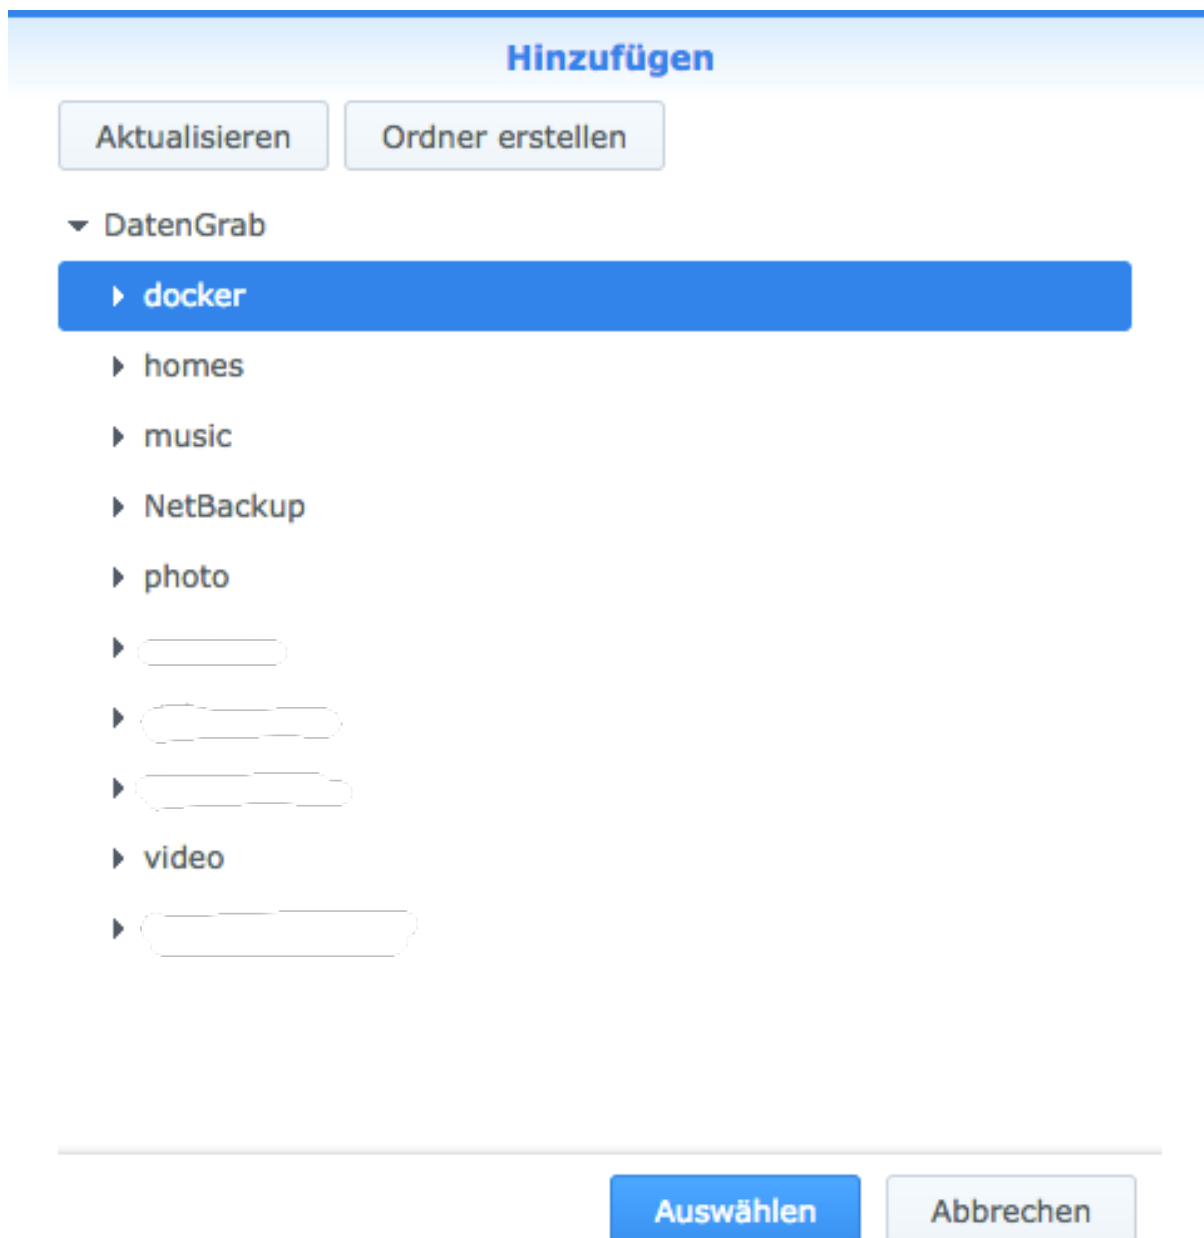 Hinzufügen
Aktualisieren Ordner erstellen
DatenGrab
docker
homes
music
NetBackup
photo
video
Auswählen Abbrechen